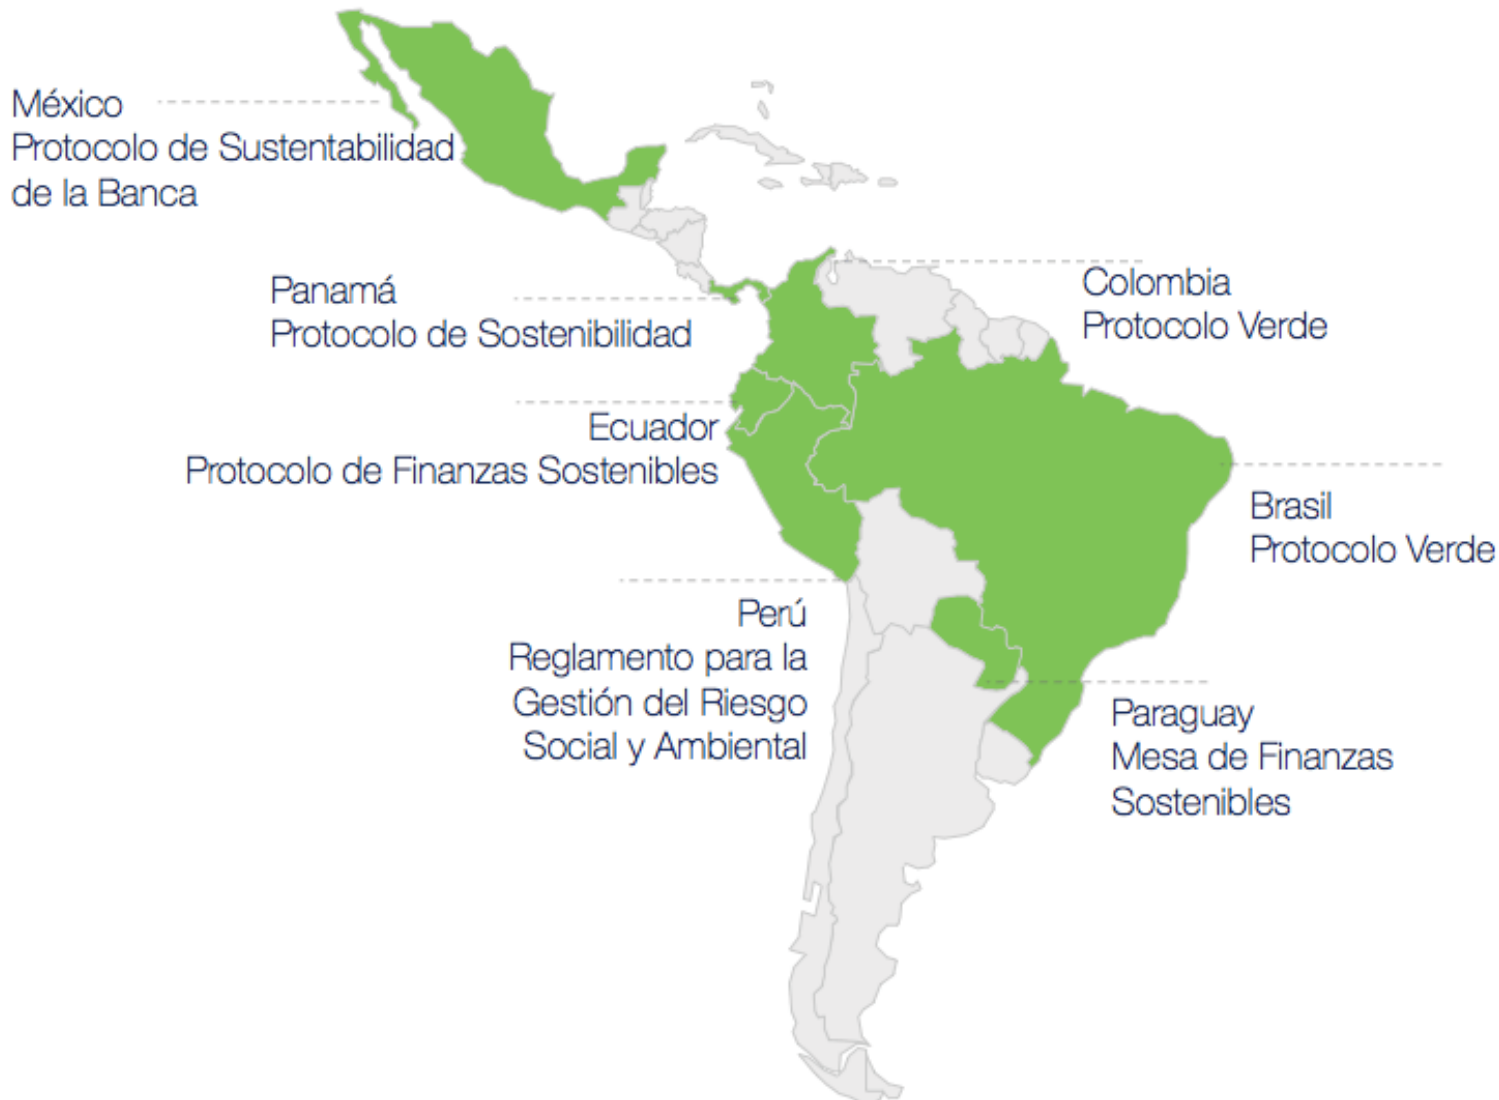 México
Protocolo de Sustentabilidad
de la Banca
Panamá
Protocolo de Sostenibilidad
Colombia
Protocolo Verde
Ecuador
Protocolo de Finanzas Sostenibles
Brasil
Protocolo Verde
Perú
Reglamento para la
Gestión del Riesgo
Social y Ambiental
Paraguay
Mesa de Finanzas
Sostenibles